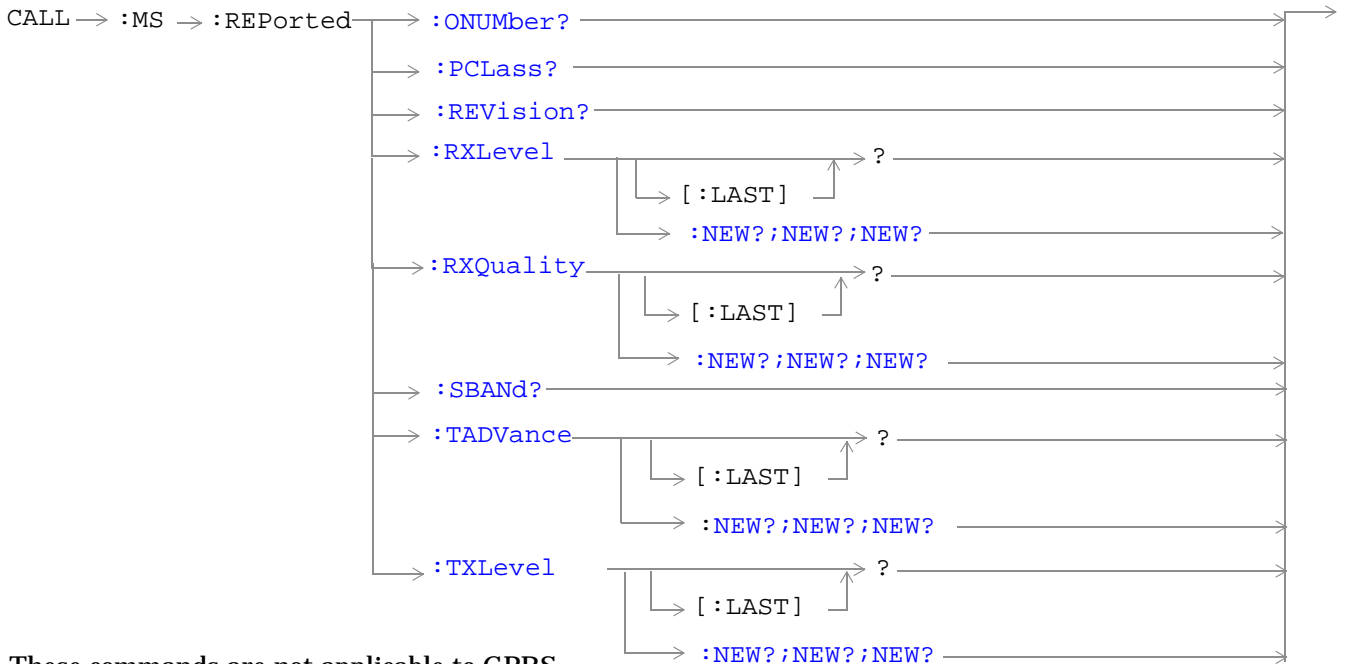 CALL :MS :REPorted :ONUMber?
:PCLass?
:REVision?
:RXLevel ?
[:LAST]
:NEW?;NEW?;NEW?
:RXQuality ?
[:LAST]
:NEW?;NEW?;NEW?
:SBANd?
:TADVance ?
[:LAST]
:NEW?;NEW?;NEW?
:TXLevel ?
[:LAST]
:NEW?;NEW?;NEW?
These commands are not applicable to GPRS